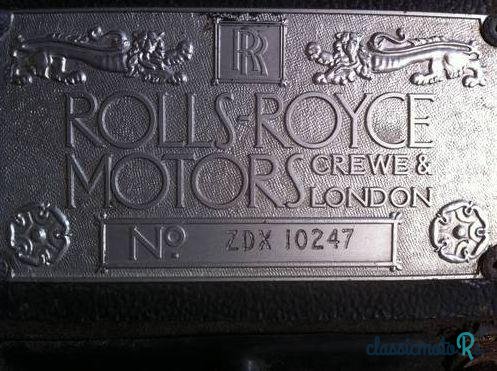 RR
ROLLS-ROYCE
MOTORS CREWE &
LONDON
No ZDX 10247
classicmotoR